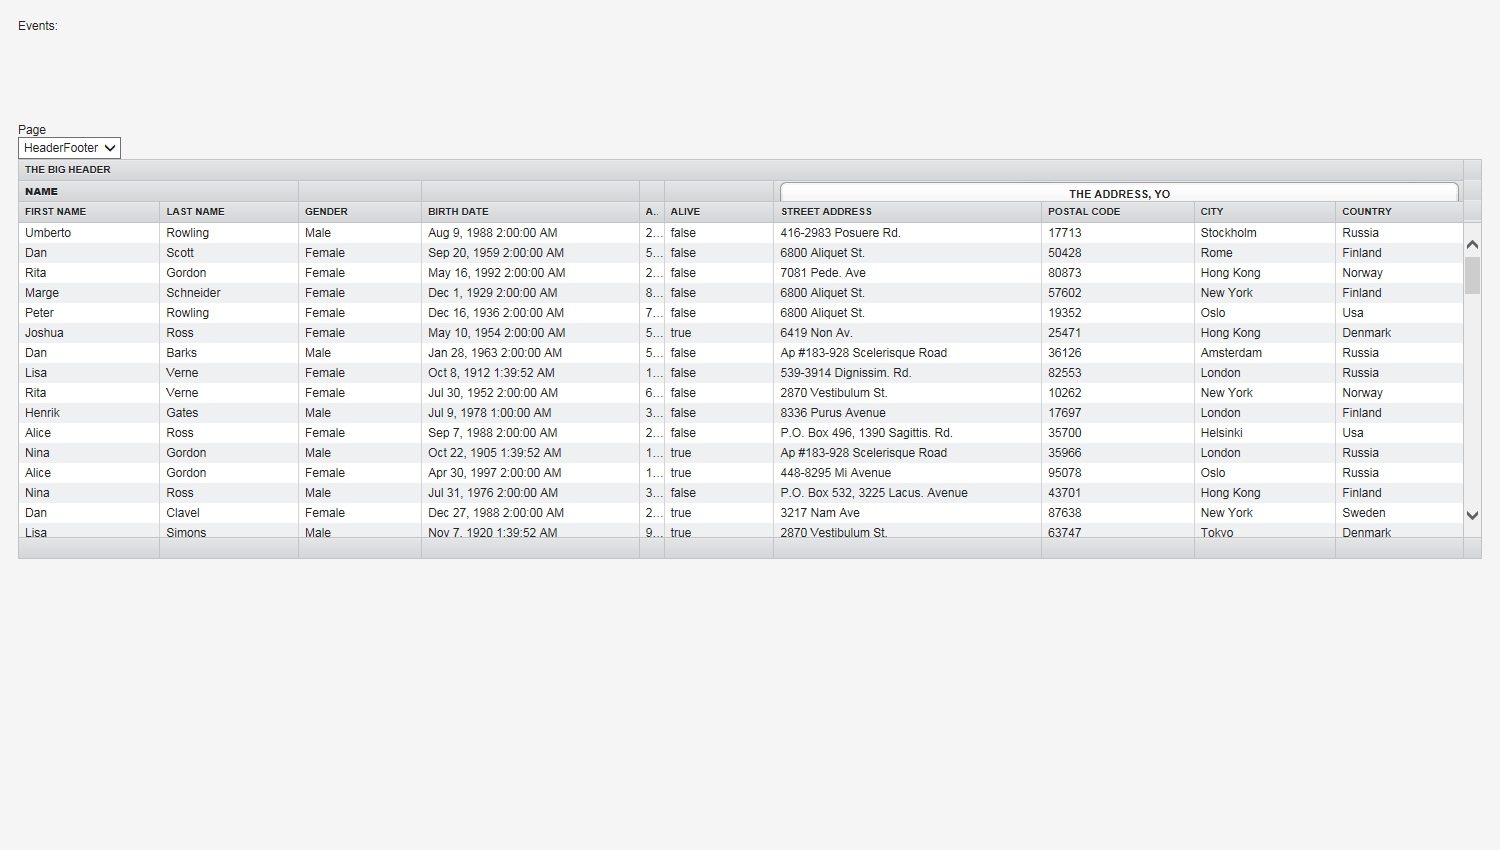 Events:
Page
HeaderFooter
THE BIG HEADER
NAME THE ADDRESS, YO
FIRST NAME LAST NAME GENDER BIRTH DATE A.. ALIVE STREET ADDRESS POSTAL CODE CITY COUNTRY
Umberto Rowling Male Aug 9, 1988 2:00:00 AM 2... false 416-2983 Posuere Rd. 17713 Stockholm Russia
Dan Scott Female Sep 20, 1959 2:00:00 AM 5... false 6800 Aliquet St. 50428 Rome Finland
Rita Gordon Female May 16, 1992 2:00:00 AM 2... false 7081 Pede. Ave 80873 Hong Kong Norway
Marge Schneider Female Dec 1, 1929 2:00:00 AM 8... false 6800 Aliquet St. 57602 New York Finland
Peter Rowling Female Dec 16, 1936 2:00:00 AM 7... false 6800 Aliquet St. 19352 Oslo Usa
Joshua Ross Female May 10, 1954 2:00:00 AM 5... true 6419 Non Av. 25471 Hong Kong Denmark
Dan Barks Male Jan 28, 1963 2:00:00 AM 5... false Ap #183-928 Scelerisque Road 36126 Amsterdam Russia
Lisa Verne Female Oct 8, 1912 1:39:52 AM 1... false 539-3914 Dignissim. Rd. 82553 London Russia
Rita Verne Female Jul 30, 1952 2:00:00 AM 6... false 2870 Vestibulum St. 10262 New York Norway
Henrik Gates Male Jul 9, 1978 1:00:00 AM 3... false 8336 Purus Avenue 17697 London Finland
Alice Ross Female Sep 7, 1988 2:00:00 AM 2... false P.O. Box 496, 1390 Sagittis. Rd. 35700 Helsinki Usa
Nina Gordon Male Oct 22, 1905 1:39:52 AM 1... true Ap #183-928 Scelerisque Road 35966 London Russia
Alice Gordon Female Apr 30, 1997 2:00:00 AM 1... true 448-8295 Mi Avenue 95078 Oslo Russia
Nina Ross Male Jul 31, 1976 2:00:00 AM 3... false P.O. Box 532, 3225 Lacus. Avenue 43701 Hong Kong Finland
Dan Clavel Female Dec 27, 1988 2:00:00 AM 2... true 3217 Nam Ave 87638 New York Sweden
Lisa Simons Male Nov 7, 1920 1:39:52 AM 9... true 2870 Vestibulum St. 63747 Tokyo Denmark